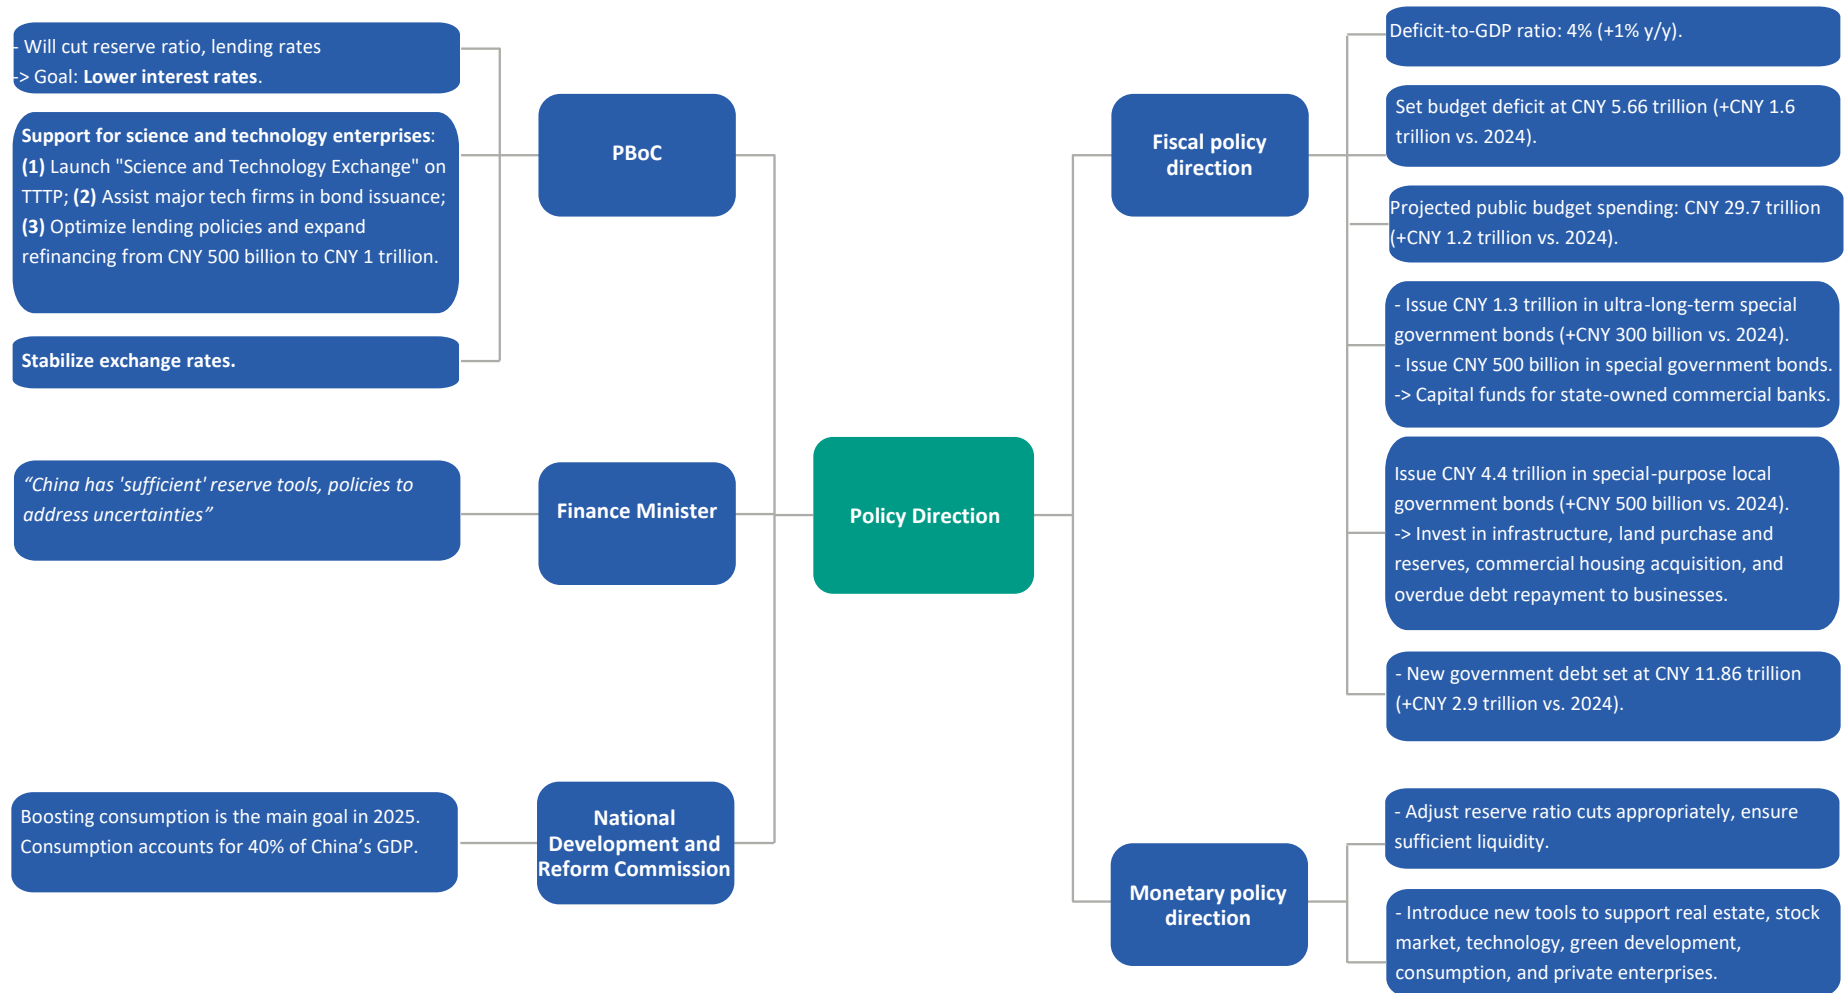 - Will cut reserve ratio, lending rates
-> Goal: Lower interest rates.
Support for science and technology enterprises:
(1) Launch "Science and Technology Exchange" on
TTTP; (2) Assist major tech firms in bond issuance;
(3) Optimize lending policies and expand
refinancing from CNY 500 billion to CNY 1 trillion.
Stabilize exchange rates.
PBoC
“China has 'sufficient' reserve tools, policies to
address uncertainties”
Finance Minister
Boosting consumption is the main goal in 2025.
Consumption accounts for 40% of China’s GDP.
National
Development and
Reform Commission
Policy Direction
Fiscal policy
direction
Deficit-to-GDP ratio: 4% (+1% y/y).
Set budget deficit at CNY 5.66 trillion (+CNY 1.6
trillion vs. 2024).
Projected public budget spending: CNY 29.7 trillion
(+CNY 1.2 trillion vs. 2024).
- Issue CNY 1.3 trillion in ultra-long-term special
government bonds (+CNY 300 billion vs. 2024).
- Issue CNY 500 billion in special government bonds.
-> Capital funds for state-owned commercial banks.
Issue CNY 4.4 trillion in special-purpose local
government bonds (+CNY 500 billion vs. 2024).
-> Invest in infrastructure, land purchase and
reserves, commercial housing acquisition, and
overdue debt repayment to businesses.
- New government debt set at CNY 11.86 trillion
(+CNY 2.9 trillion vs. 2024).
Monetary policy
direction
- Adjust reserve ratio cuts appropriately, ensure
sufficient liquidity.
- Introduce new tools to support real estate, stock
market, technology, green development,
consumption, and private enterprises.